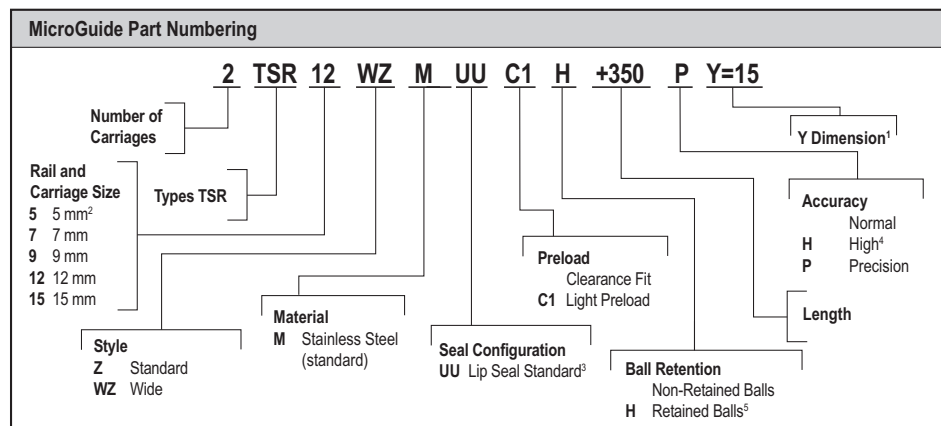 MicroGuide Part Numbering
2 TSR 12 WZ M UU C1 H +350 P Y=15
Number of
Carriages
Y Dimension¹
Rail and
Carriage Size
5 5 mm²
7 7 mm
9 9 mm
12 12 mm
15 15 mm
Types TSR
Accuracy
Normal
H High⁴
P Precision
Preload
Clearance Fit
C1 Light Preload
Length
Material
M Stainless Steel
(standard)
Style
Z Standard
WZ Wide
Seal Configuration
UU Lip Seal Standard³
Ball Retention
Non-Retained Balls
H Retained Balls⁵